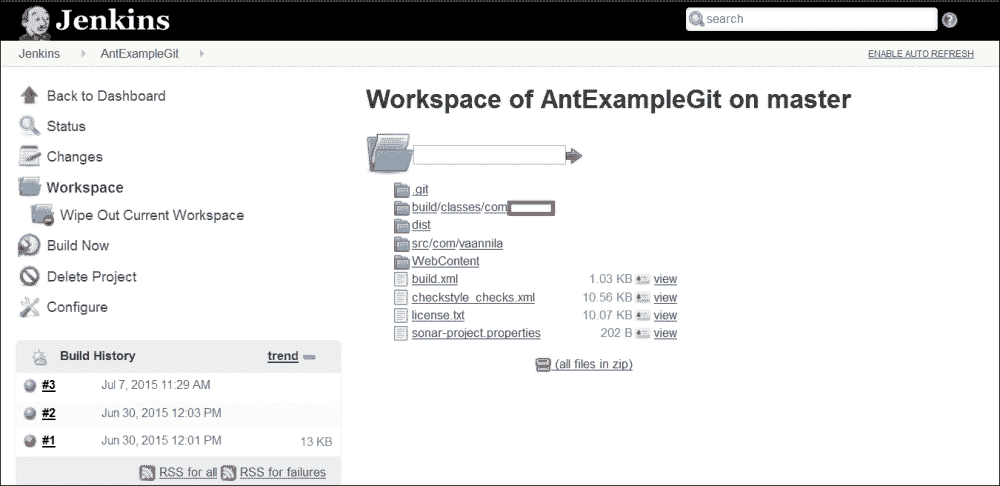 Jenkins
search
Jenkins
AntExampleGit
ENABLE AUTO REFRESH
Back to Dashboard
Status
Changes
Workspace
Wipe Out Current Workspace
Build Now
Delete Project
Configure
Build History
trend
#3 Jul 7, 2015 11:29 AM
#2 Jun 30, 2015 12:03 PM
#1 Jun 30, 2015 12:01 PM 13 KB
RSS for all RSS for failures
Workspace of AntExampleGit on master
.git
build/classes/com
dist
src/com/vaannila
WebContent
build.xml 1.03 KB view
checkstyle_checks.xml 10.56 KB view
license.txt 10.07 KB view
sonar-project.properties 202 B view
(all files in zip)